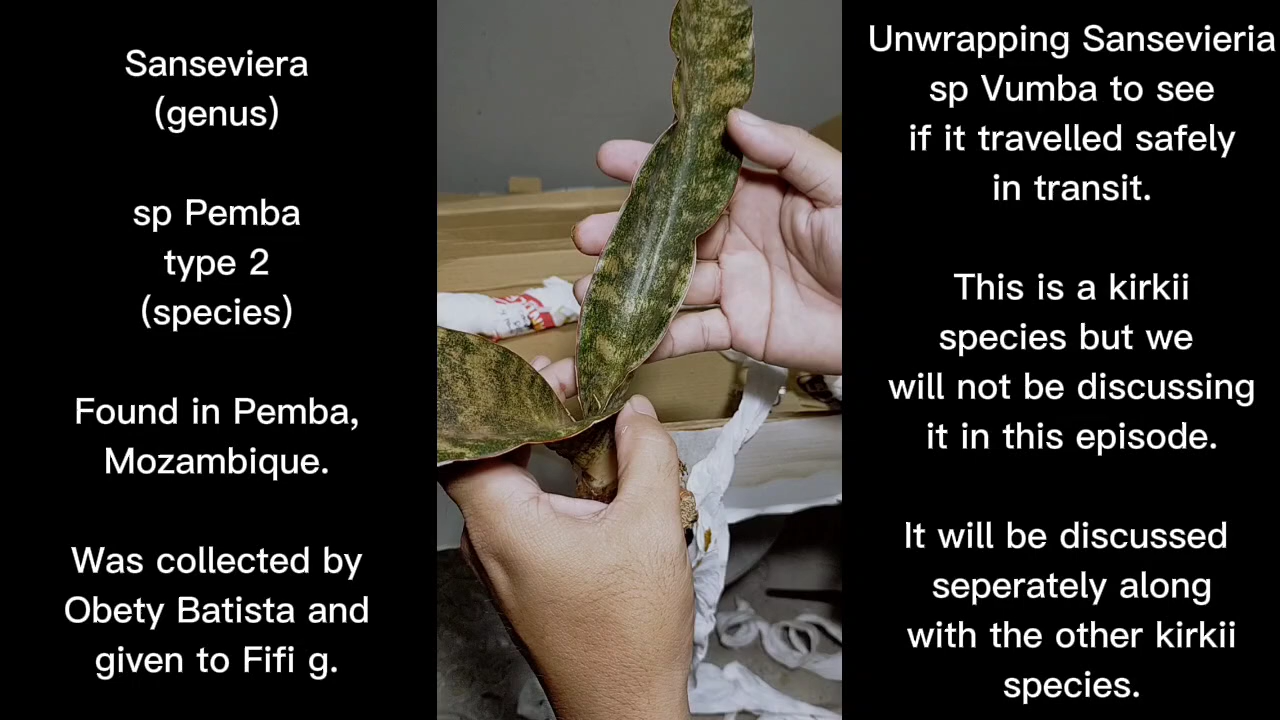 Sanseviera
(genus)
sp Pemba
type 2
(species)
Found in Pemba,
Mozambique.
Was collected by
Obety Batista and
given to Fifi g.
Unwrapping Sansevieria
sp Vumba to see
if it travelled safely
in transit.
This is a kirkii
species but we
will not be discussing
it in this episode.
It will be discussed
seperately along
with the other kirkii
species.